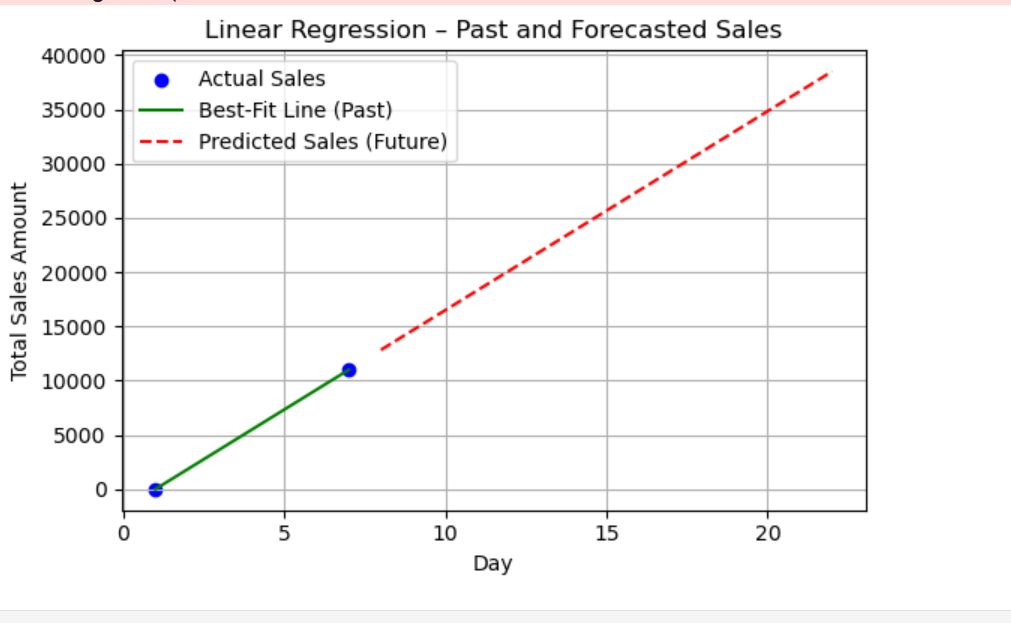 Linear Regression – Past and Forecasted Sales
40000
35000
30000
25000
20000
15000
10000
5000
0
Total Sales Amount
Actual Sales
Best-Fit Line (Past)
Predicted Sales (Future)
0 5 10 15 20
Day